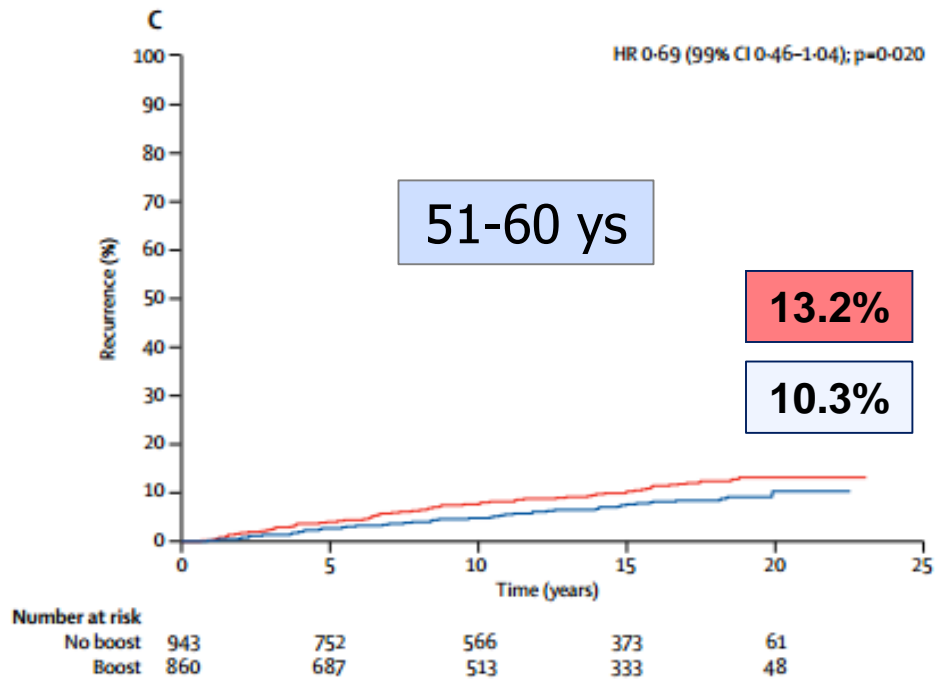 C
HR 0·69 (99% CI 0·46–1·04); p=0·020
100
90
80
70
60
50
40
30
20
10
0
Recurrence (%)
51-60 ys
13.2%
10.3%
0 5 10 15 20 25
Time (years)
Number at risk
No boost 943 752 566 373 61
Boost 860 687 513 333 48